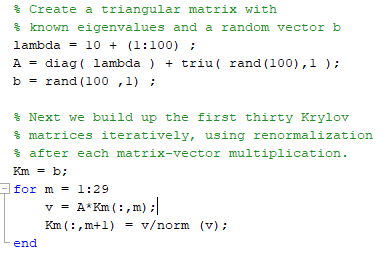 % Create a triangular matrix with
% known eigenvalues and a random vector b
lambda = 10 + (1:100) ;
A = diag( lambda ) + triu( rand(100),1 );
b = rand(100 ,1) ;
% Next we build up the first thirty Krylov
% matrices iteratively, using renormalization
% after each matrix-vector multiplication.
Km = b;
for m = 1:29
v = A*Km(:,m);
Km(:,m+1) = v/norm (v);
end